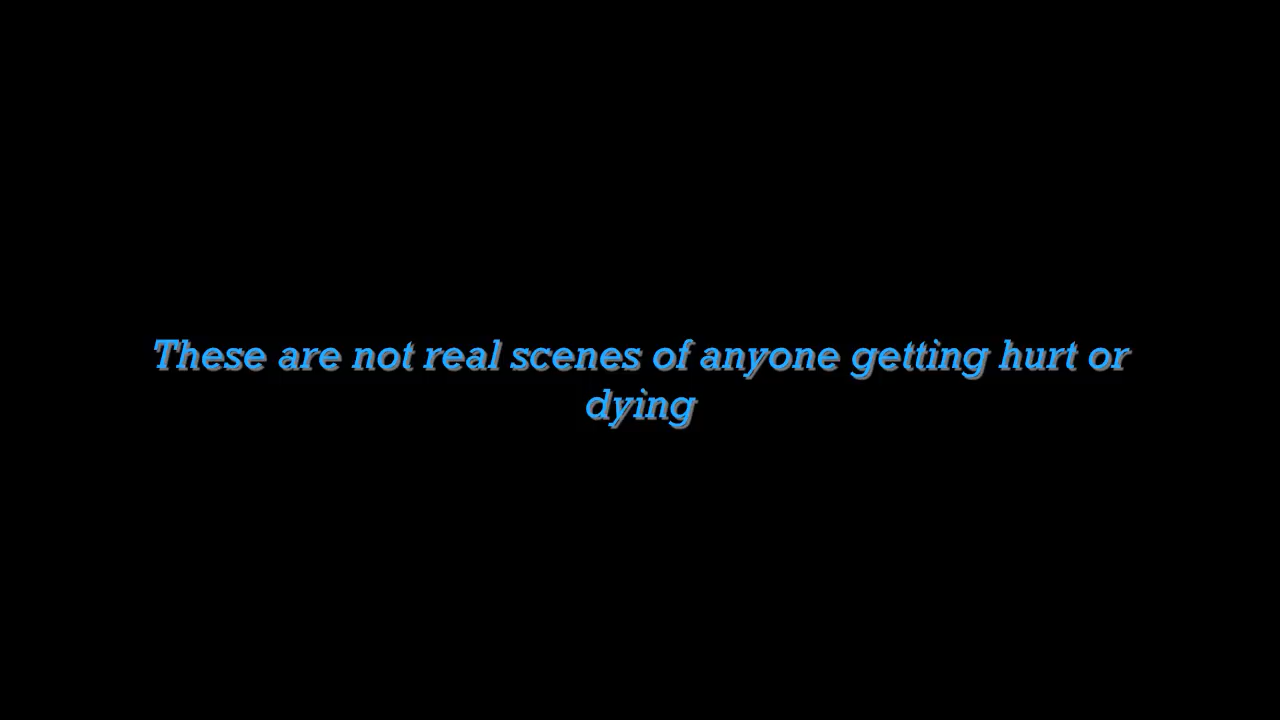 These are not real scenes of anyone getting hurt or
dying